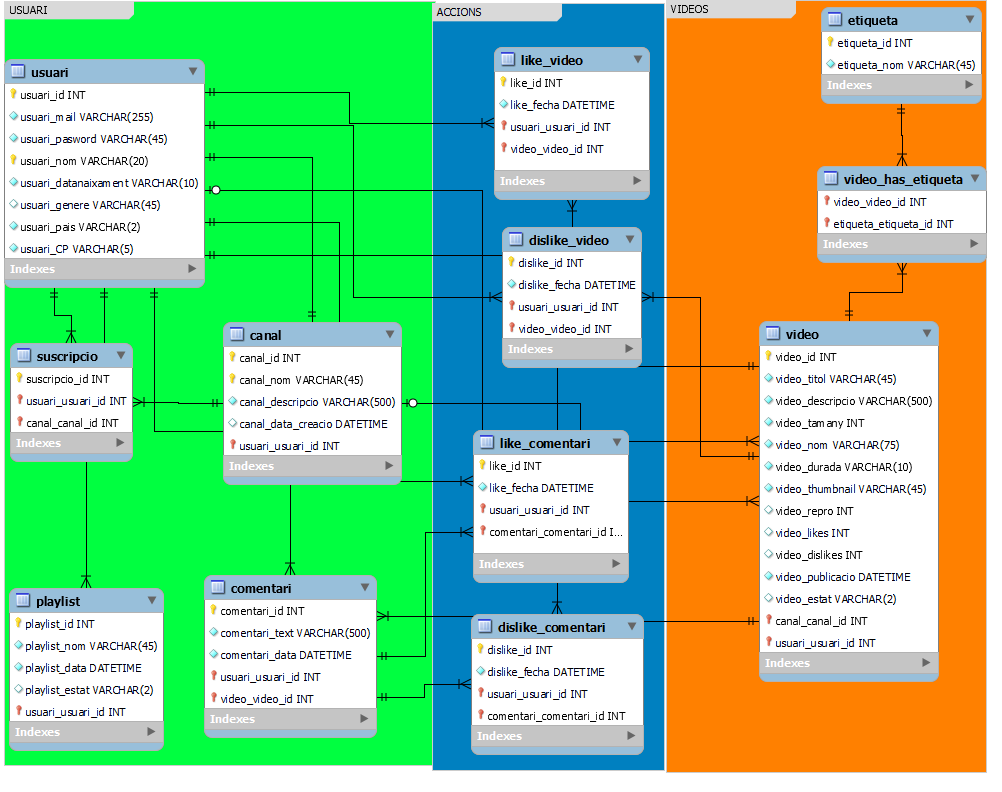 USUARI
usuari
usuari_id INT
usuari_mail VARCHAR(255)
usuari_pasword VARCHAR(45)
usuari_nom VARCHAR(20)
usuari_datanaixament VARCHAR(10)
usuari_genere VARCHAR(45)
usuari_pais VARCHAR(2)
usuari_CP VARCHAR(5)
Indexes
suscripcio
suscripcio_id INT
usuari_usuari_id INT
canal_canal_id INT
Indexes
canal
canal_id INT
canal_nom VARCHAR(45)
canal_descripcio VARCHAR(500)
canal_data_creacio DATETIME
usuari_usuari_id INT
Indexes
playlist
playlist_id INT
playlist_nom VARCHAR(45)
playlist_data DATETIME
playlist_estat VARCHAR(2)
usuari_usuari_id INT
Indexes
comentari
comentari_id INT
comentari_text VARCHAR(500)
comentari_data DATETIME
usuari_usuari_id INT
video_video_id INT
Indexes
ACCIONS
like_video
like_id INT
like_fecha DATETIME
usuari_usuari_id INT
video_video_id INT
Indexes
dislike_video
dislike_id INT
dislike_fecha DATETIME
usuari_usuari_id INT
video_video_id INT
Indexes
like_comentari
like_id INT
like_fecha DATETIME
usuari_usuari_id INT
comentari_comentari_id I...
Indexes
dislike_comentari
dislike_id INT
dislike_fecha DATETIME
usuari_usuari_id INT
comentari_comentari_id INT
Indexes
VIDEOS
etiqueta
etiqueta_id INT
etiqueta_nom VARCHAR(45)
Indexes
video_has_etiqueta
video_video_id INT
etiqueta_etiqueta_id INT
Indexes
video
video_id INT
video_titol VARCHAR(45)
video_descripcio VARCHAR(500)
video_tamany INT
video_nom VARCHAR(75)
video_durada VARCHAR(10)
video_thumbnail VARCHAR(45)
video_repro INT
video_likes INT
video_dislikes INT
video_publicacio DATETIME
video_estat VARCHAR(2)
canal_canal_id INT
usuari_usuari_id INT
Indexes